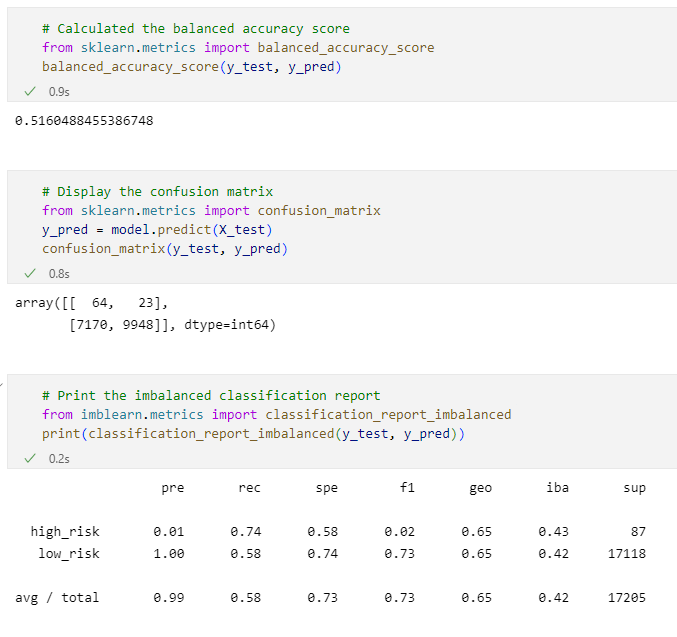 # Calculated the balanced accuracy score
from sklearn.metrics import balanced_accuracy_score
balanced_accuracy_score(y_test, y_pred)
✓ 0.9s
0.5160488455386748
# Display the confusion matrix
from sklearn.metrics import confusion_matrix
y_pred = model.predict(X_test)
confusion_matrix(y_test, y_pred)
✓ 0.8s
array([[  64,   23],
       [7170, 9948]], dtype=int64)
# Print the imbalanced classification report
from imblearn.metrics import classification_report_imbalanced
print(classification_report_imbalanced(y_test, y_pred))
✓ 0.2s
pre rec spe f1 geo iba sup
high_risk 0.01 0.74 0.58 0.02 0.65 0.43 87
low_risk 1.00 0.58 0.74 0.73 0.65 0.42 17118
avg / total 0.99 0.58 0.73 0.73 0.65 0.42 17205